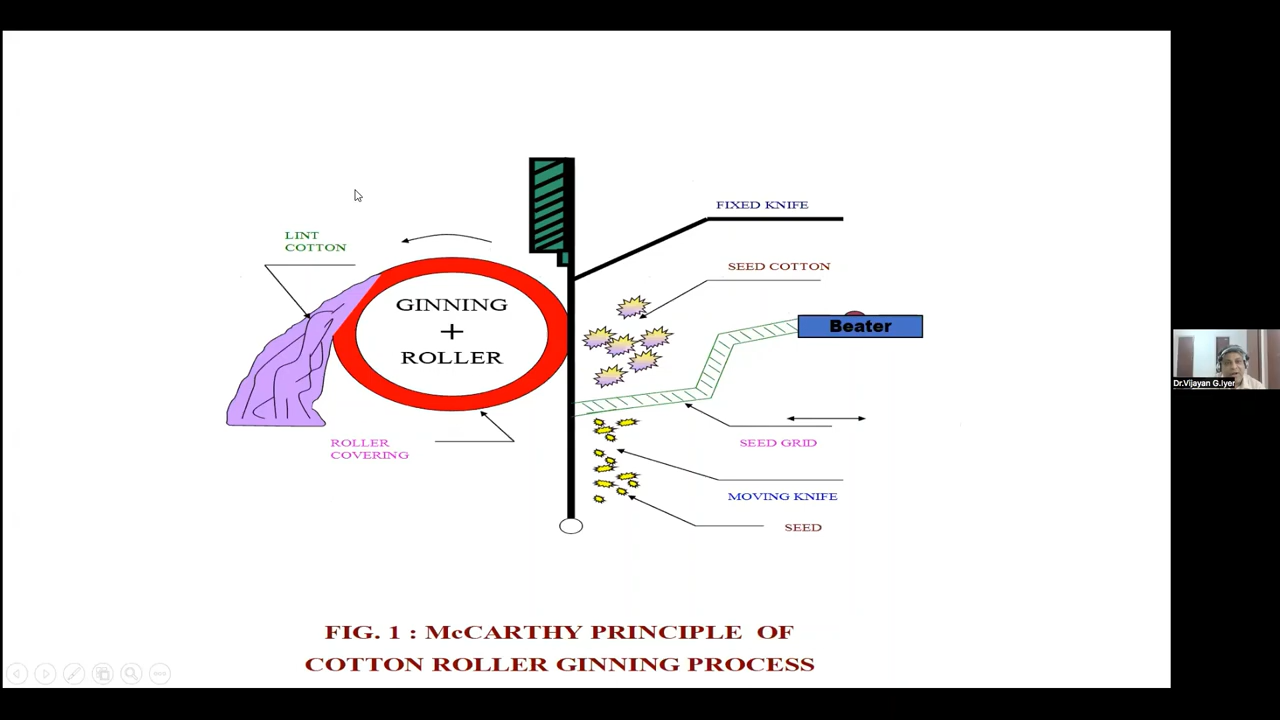 FIXED KNIFE
LINT
COTTON
SEED COTTON
GINNING
+
ROLLER
Beater
ROLLER
COVERING
SEED GRID
MOVING KNIFE
SEED
Dr.Vijayan G.Iyer
FIG. 1 : McCARTHY PRINCIPLE OF
COTTON ROLLER GINNING PROCESS